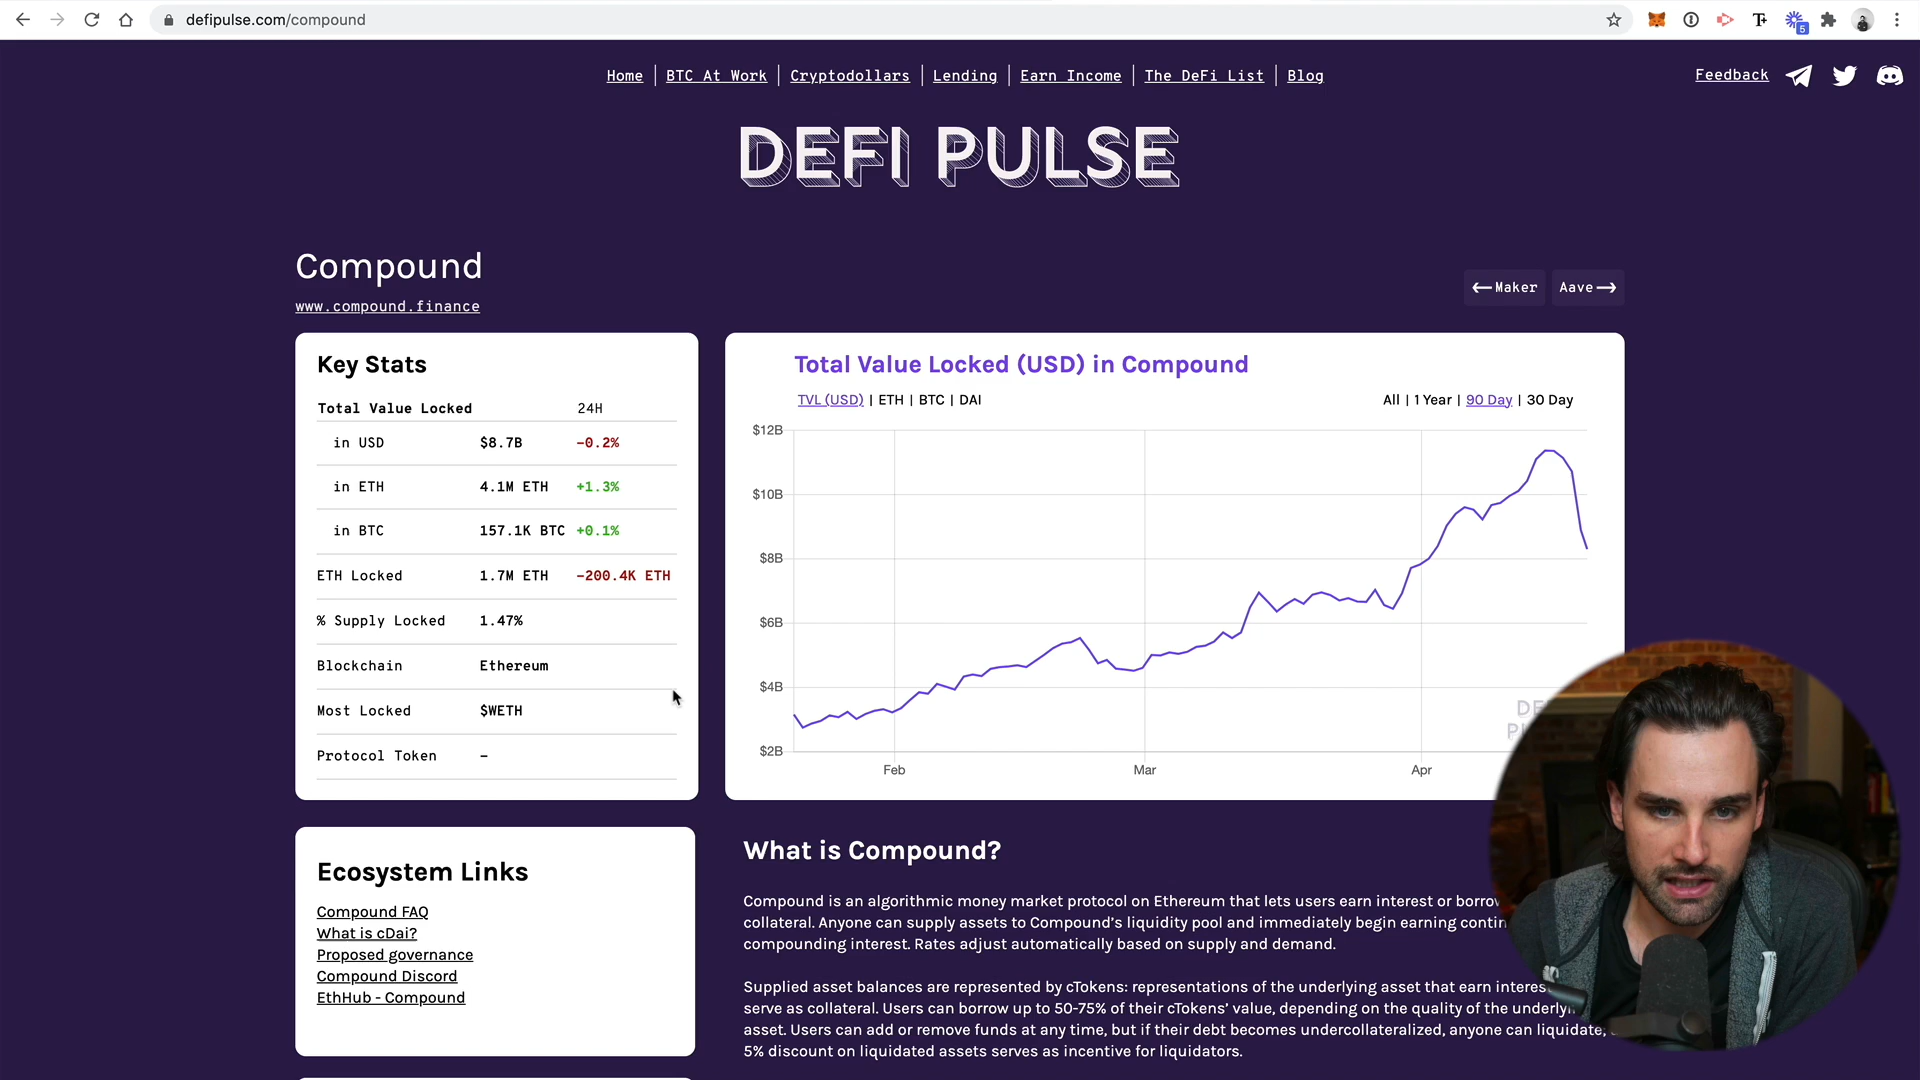 defipulse.com/compound
5
Home | BTC At Work | Cryptodollars | Lending | Earn Income | The DeFi List | Blog
Feedback
DEFI PULSE
Compound
www.compound.finance
←Maker
Aave→
Key Stats
Total Value Locked 24H
in USD $8.7B -0.2%
in ETH 4.1M ETH +1.3%
in BTC 157.1K BTC +0.1%
ETH Locked 1.7M ETH -200.4K ETH
% Supply Locked 1.47%
Blockchain Ethereum
Most Locked $WETH
Protocol Token –
Total Value Locked (USD) in Compound
TVL (USD) | ETH | BTC | DAI
All | 1 Year | 90 Day | 30 Day
$12B
$10B
$8B
$6B
$4B
$2B
Feb Mar Apr
Ecosystem Links
Compound FAQ
What is cDai?
Proposed governance
Compound Discord
EthHub - Compound
What is Compound?
Compound is an algorithmic money market protocol on Ethereum that lets users earn interest or
collateral. Anyone can supply assets to Compound's liquidity pool and immediately begin earning
compounding interest. Rates adjust automatically based on supply and demand.
Supplied asset balances are represented by cTokens: representations of the underlying asset that earn
serve as collateral. Users can borrow up to 50-75% of their cTokens' value, depending on the quality of the
asset. Users can add or remove funds at any time, but if their debt becomes undercollateralized, anyone can liquidate;
5% discount on liquidated assets serves as incentive for liquidators.